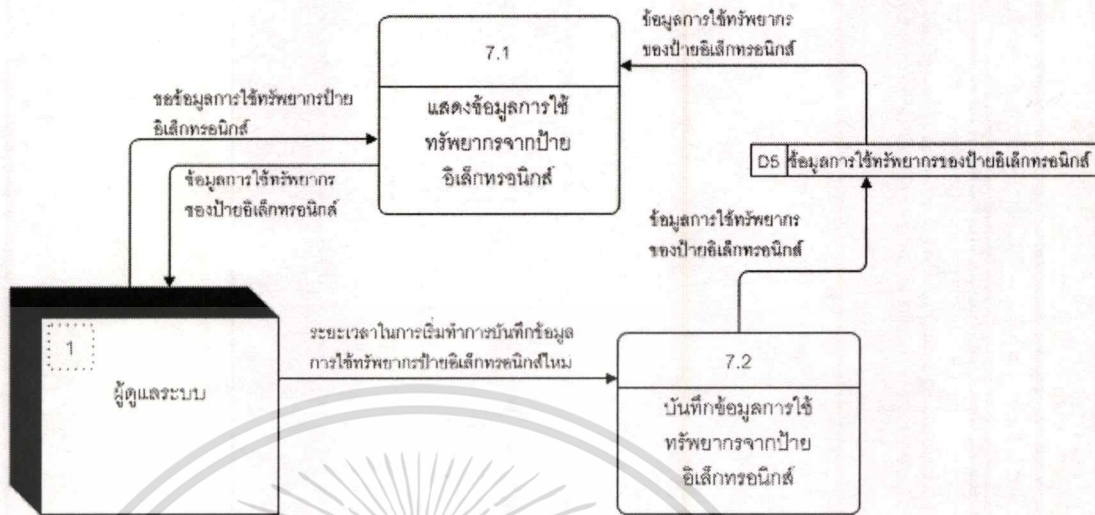 ข้อมูลการใช้ทรัพยากร
ของป้ายอิเล็กทรอนิกส์
7.1
แสดงข้อมูลการใช้
ทรัพยากรจากป้าย
อิเล็กทรอนิกส์
ขอข้อมูลการใช้ทรัพยากรป้าย
อิเล็กทรอนิกส์
ข้อมูลการใช้ทรัพยากร
ของป้ายอิเล็กทรอนิกส์
D5 ข้อมูลการใช้ทรัพยากรของป้ายอิเล็กทรอนิกส์
ข้อมูลการใช้ทรัพยากร
ของป้ายอิเล็กทรอนิกส์
1
ผู้ดูแลระบบ
ระยะเวลาในการเริ่มทำการบันทึกข้อมูล
การใช้ทรัพยากรป้ายอิเล็กทรอนิกส์ใหม่
7.2
บันทึกข้อมูลการใช้
ทรัพยากรจากป้าย
อิเล็กทรอนิกส์